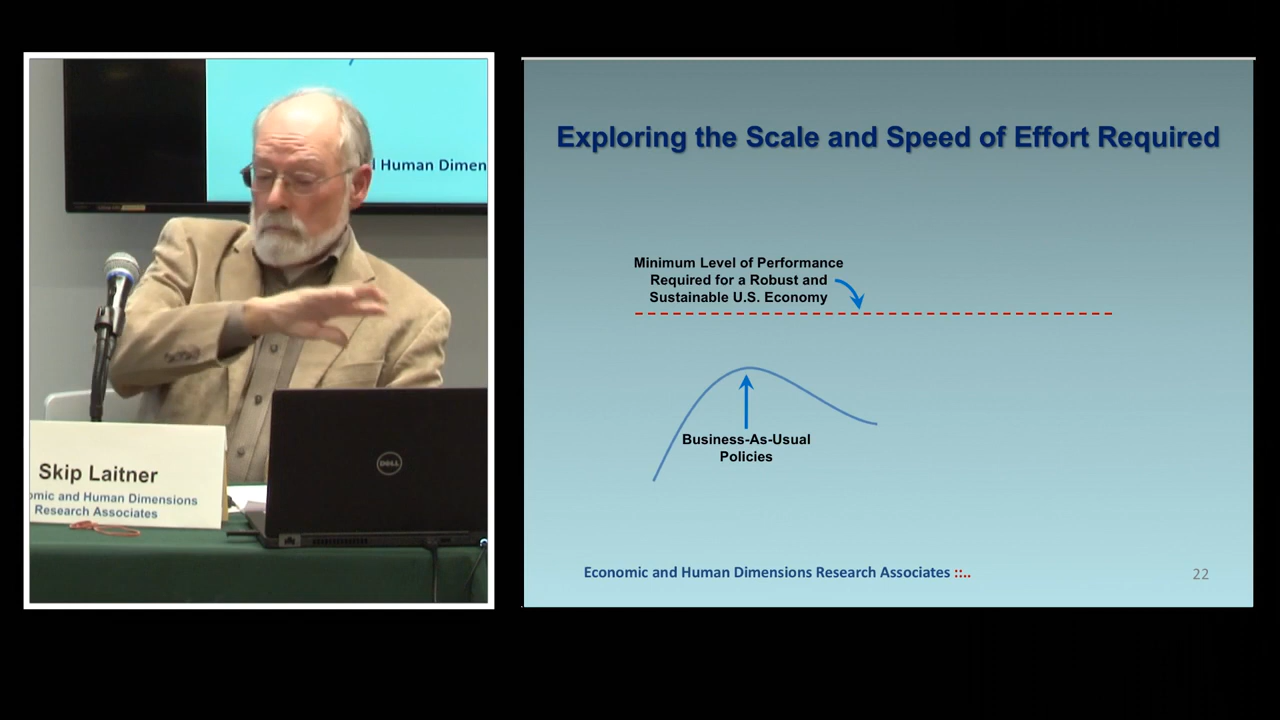 l Human Dimen
DELL
Skip Laitner
omic and Human Dimensions
Research Associates
Exploring the Scale and Speed of Effort Required
Minimum Level of Performance
Required for a Robust and
Sustainable U.S. Economy
Business-As-Usual
Policies
Economic and Human Dimensions Research Associates ::..
22